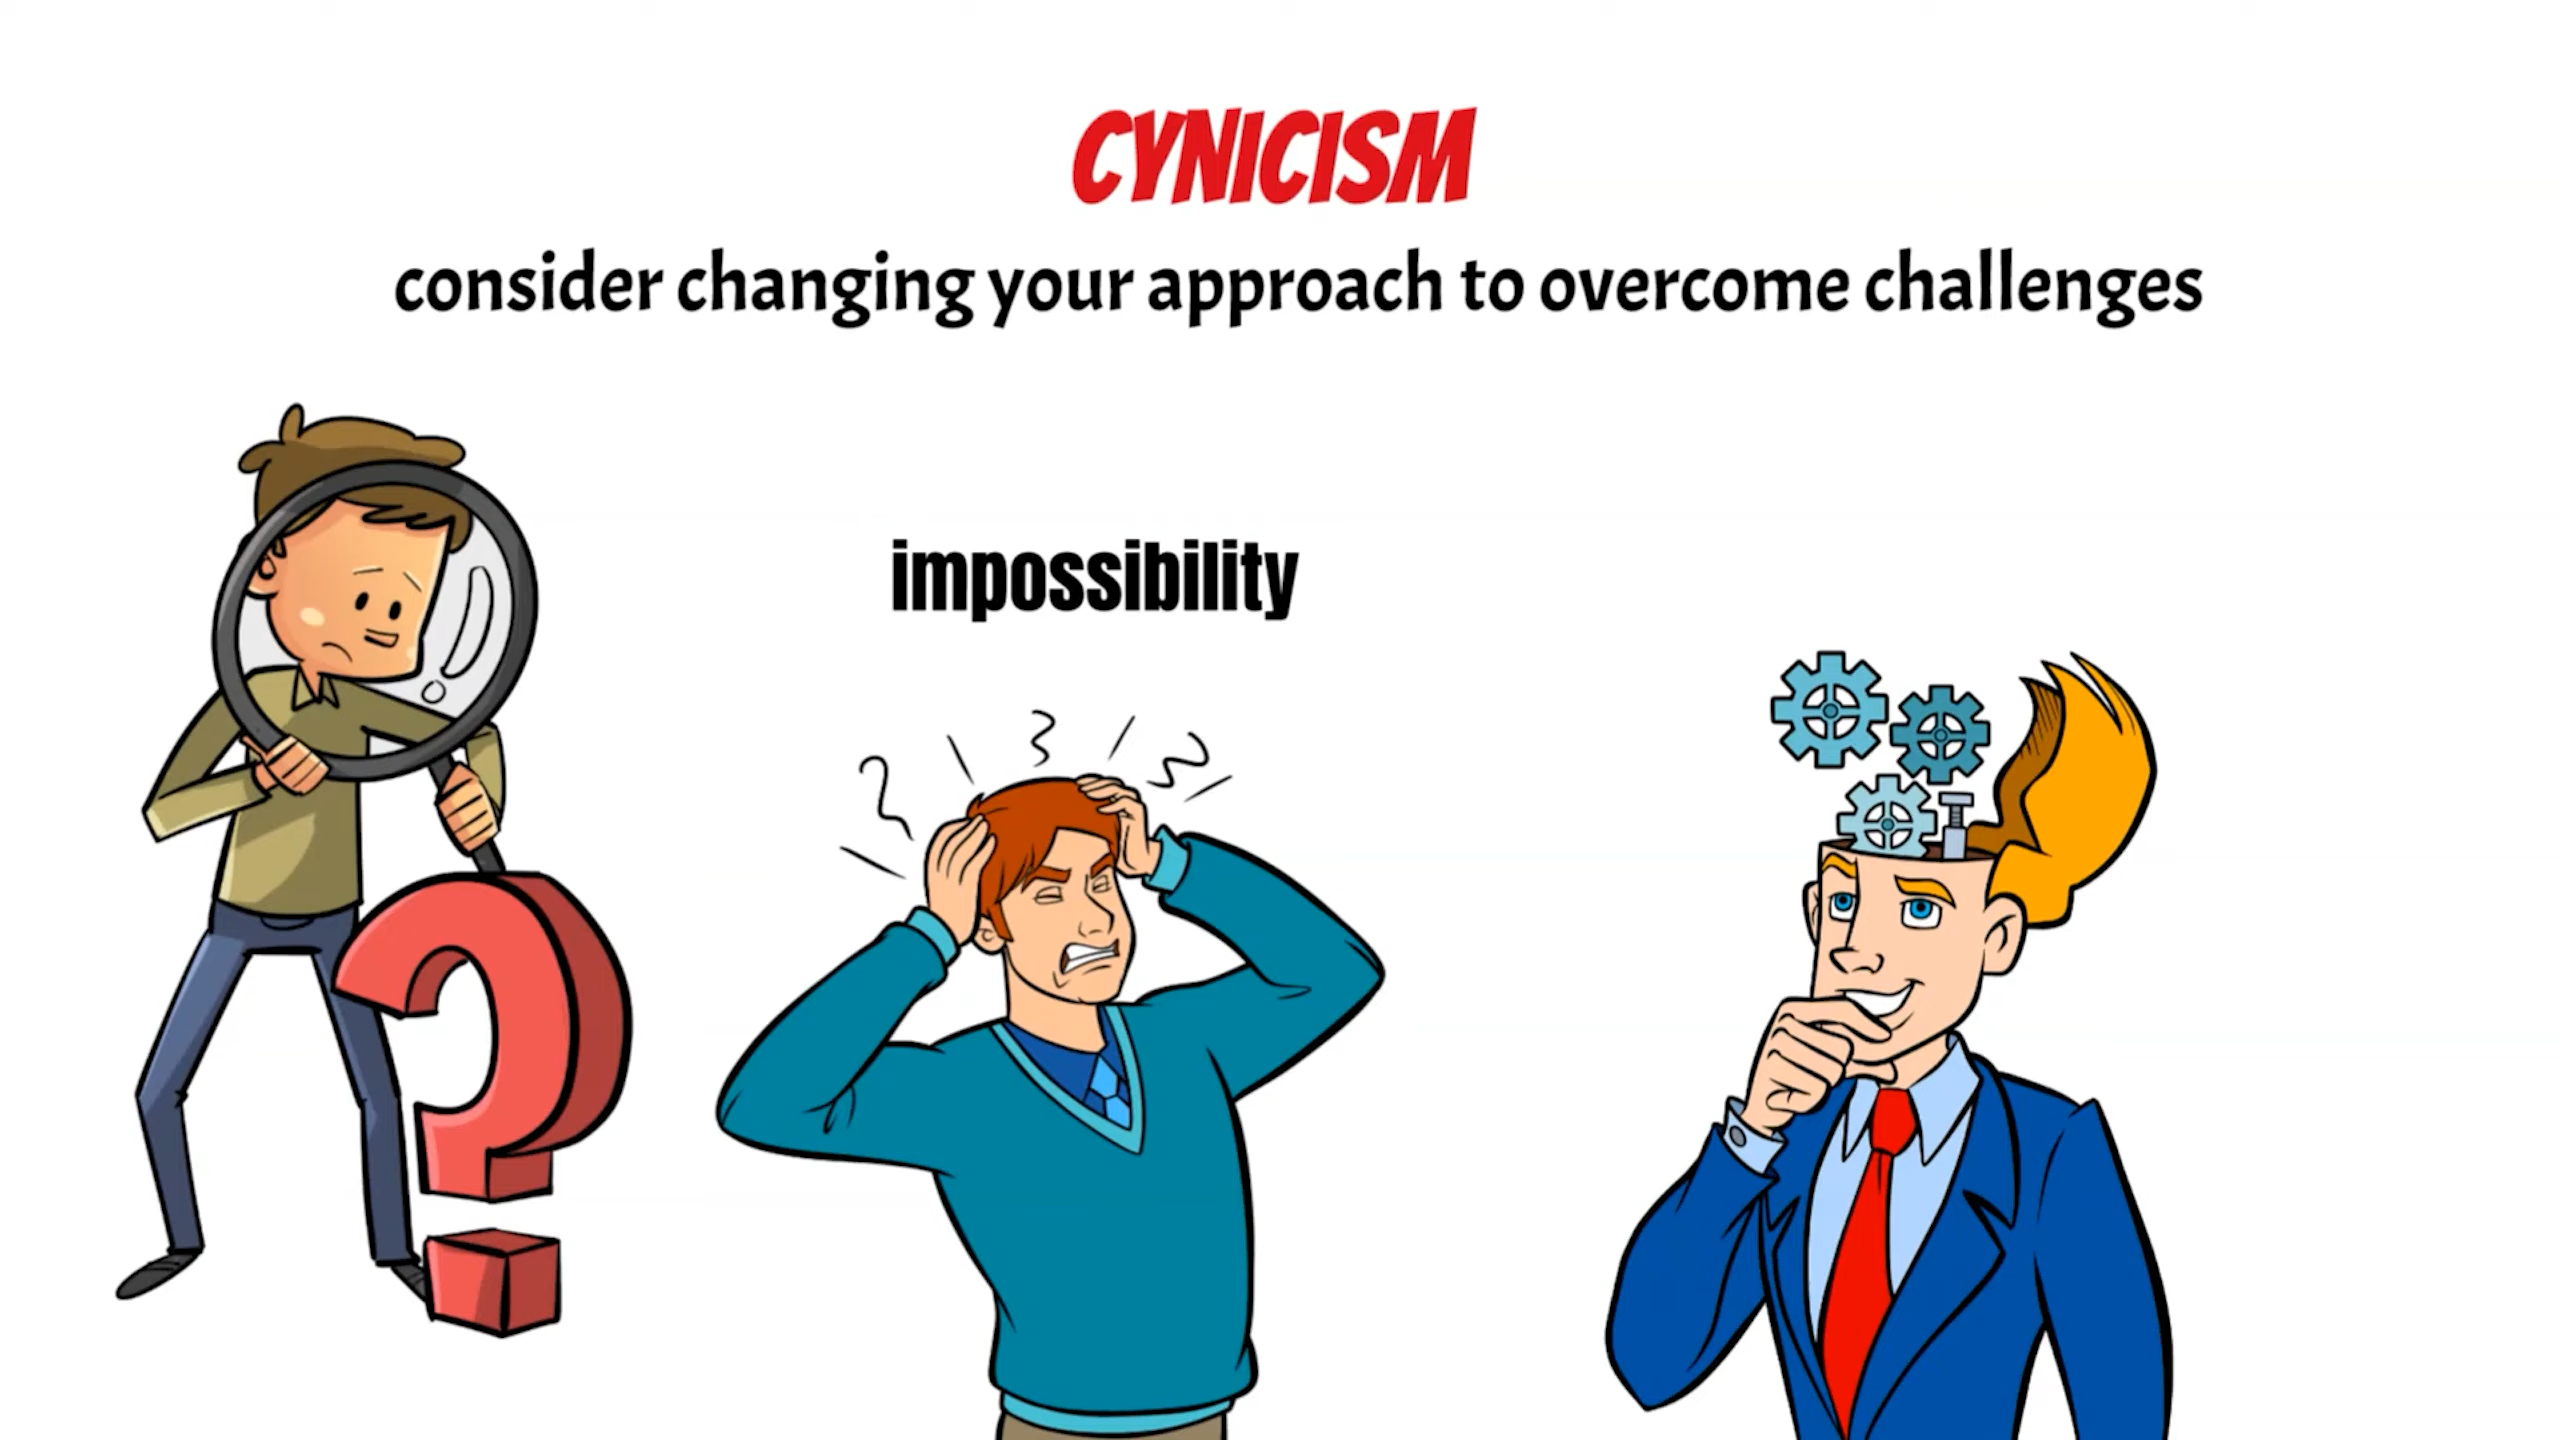 CYNICISM
consider changing your approach to overcome challenges
impossibility